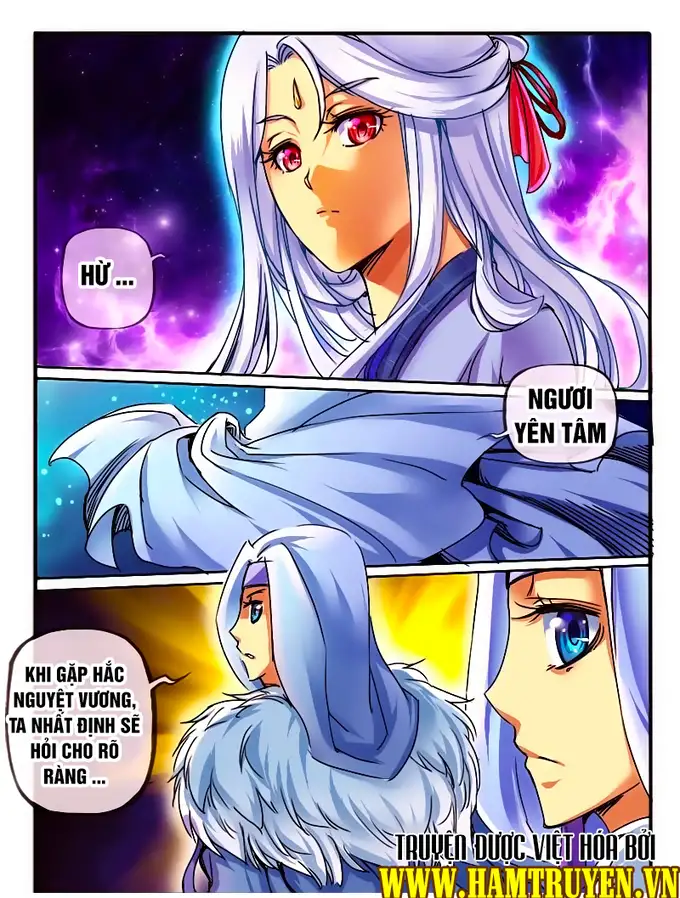 HỪ ...
NGƯƠI
YÊN TÂM
KHI GẶP HẮC
NGUYỆT VƯƠNG,
TA NHẤT ĐỊNH SẼ
HỎI CHO RÕ
RÀNG ...
TRUYỆN ĐƯỢC VIỆT HÓA BỞI
WWW.HAMTRUYEN.VN